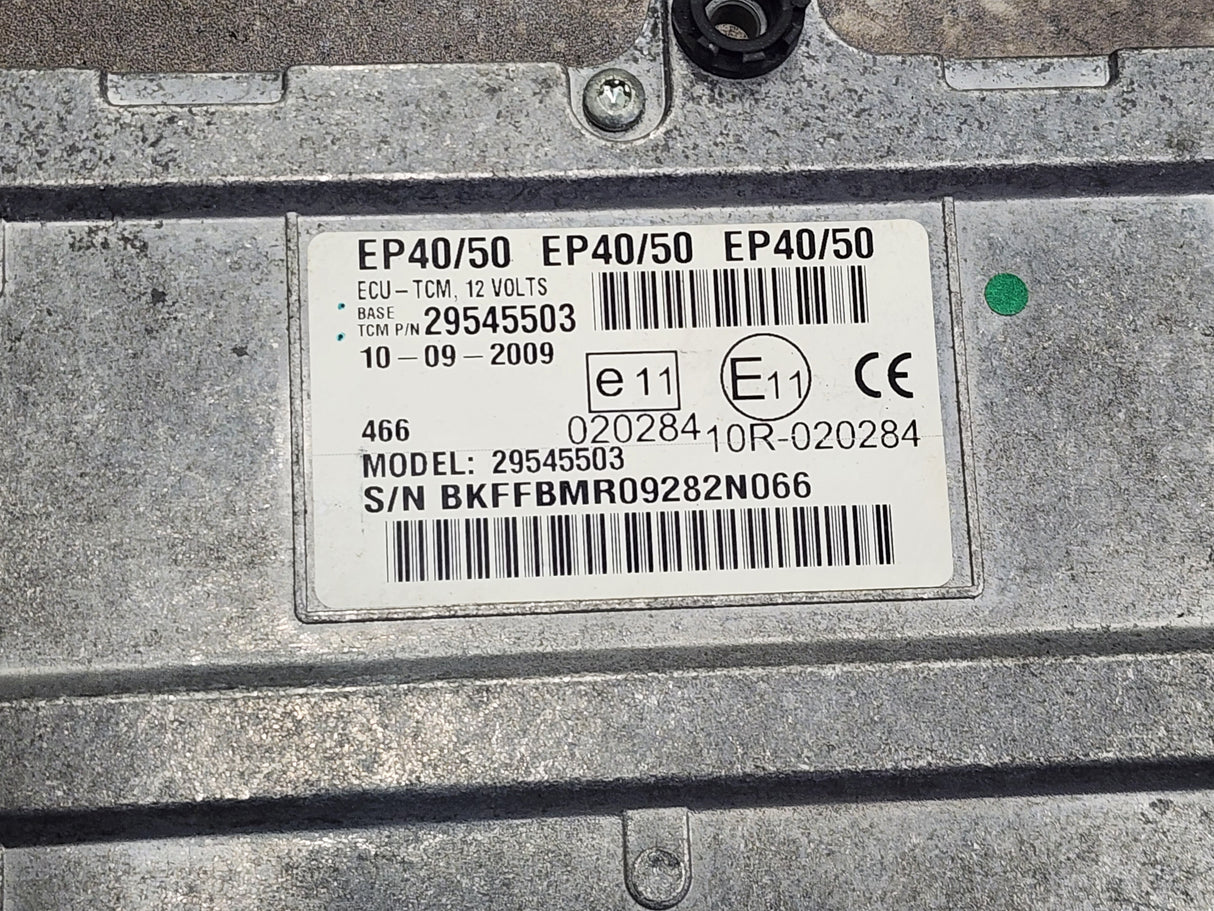 EP40/50 EP40/50 EP40/50
ECU-TCM, 12 VOLTS
BASE
TCM P/N 29545503
10-09-2009
e 11
E11
CE
466
020284
10R-020284
MODEL: 29545503
S/N BKFFBMR09282N066